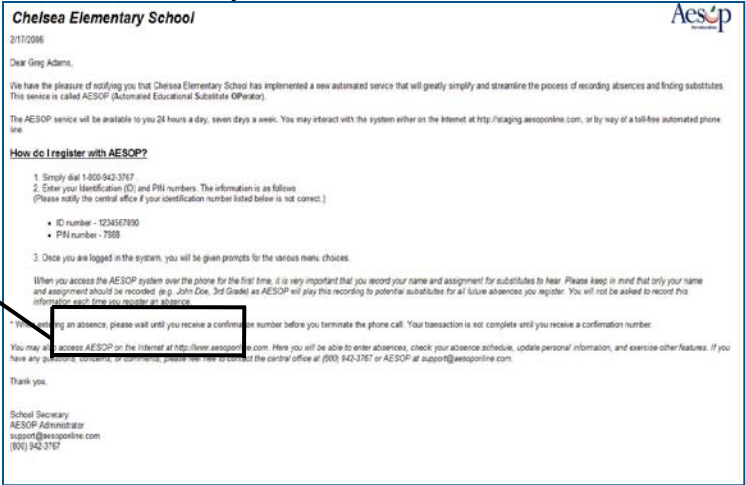 Chelsea Elementary School
Aesop
2/17/2006
Dear Greg Adams,
We have the pleasure of notifying you that Chelsea Elementary School has implemented a new automated service that will greatly simplify and streamline the process of recording absences and finding substitutes.
This service is called AESOP (Automated Educational Substitute OPerator).
The AESOP service will be available to you 24 hours a day, seven days a week. You may interact with the system either on the Internet at http://staging.aesoponline.com, or by way of a toll-free automated phone
line.
How do I register with AESOP?
1. Simply dial 1-800-942-3767 .
2. Enter your Identification (ID) and PIN numbers. The information is as follows
(Please notify the central office if your identification number listed below is not correct.)
• ID number - 1234567890
• PIN number - 7888
3. Once you are logged in the system, you will be given prompts for the various menu choices.
When you access the AESOP system over the phone for the first time, it is very important that you record your name and assignment for substitutes to hear. Please keep in mind that only your name
and assignment should be recorded, (e.g. John Doe, 3rd Grade) as AESOP will play this recording to potential substitutes for all future absences you register. You will not be asked to record this
information each time you register an absence.
* When entering an absence, please wait until you receive a confirmation number before you terminate the phone call. Your transaction is not complete until you receive a confirmation number.
You may also access AESOP on the Internet at http://www.aesoponline.com. Here you will be able to enter absences, check your absence schedule, update personal information, and exercise other features. If you
have any questions, concerns, or comments, please feel free to contact the central office at (800) 942-3767 or AESOP at support@aesoponline.com.
Thank you,
School Secretary
AESOP Administrator
support@aesoponline.com
(800) 942-3767